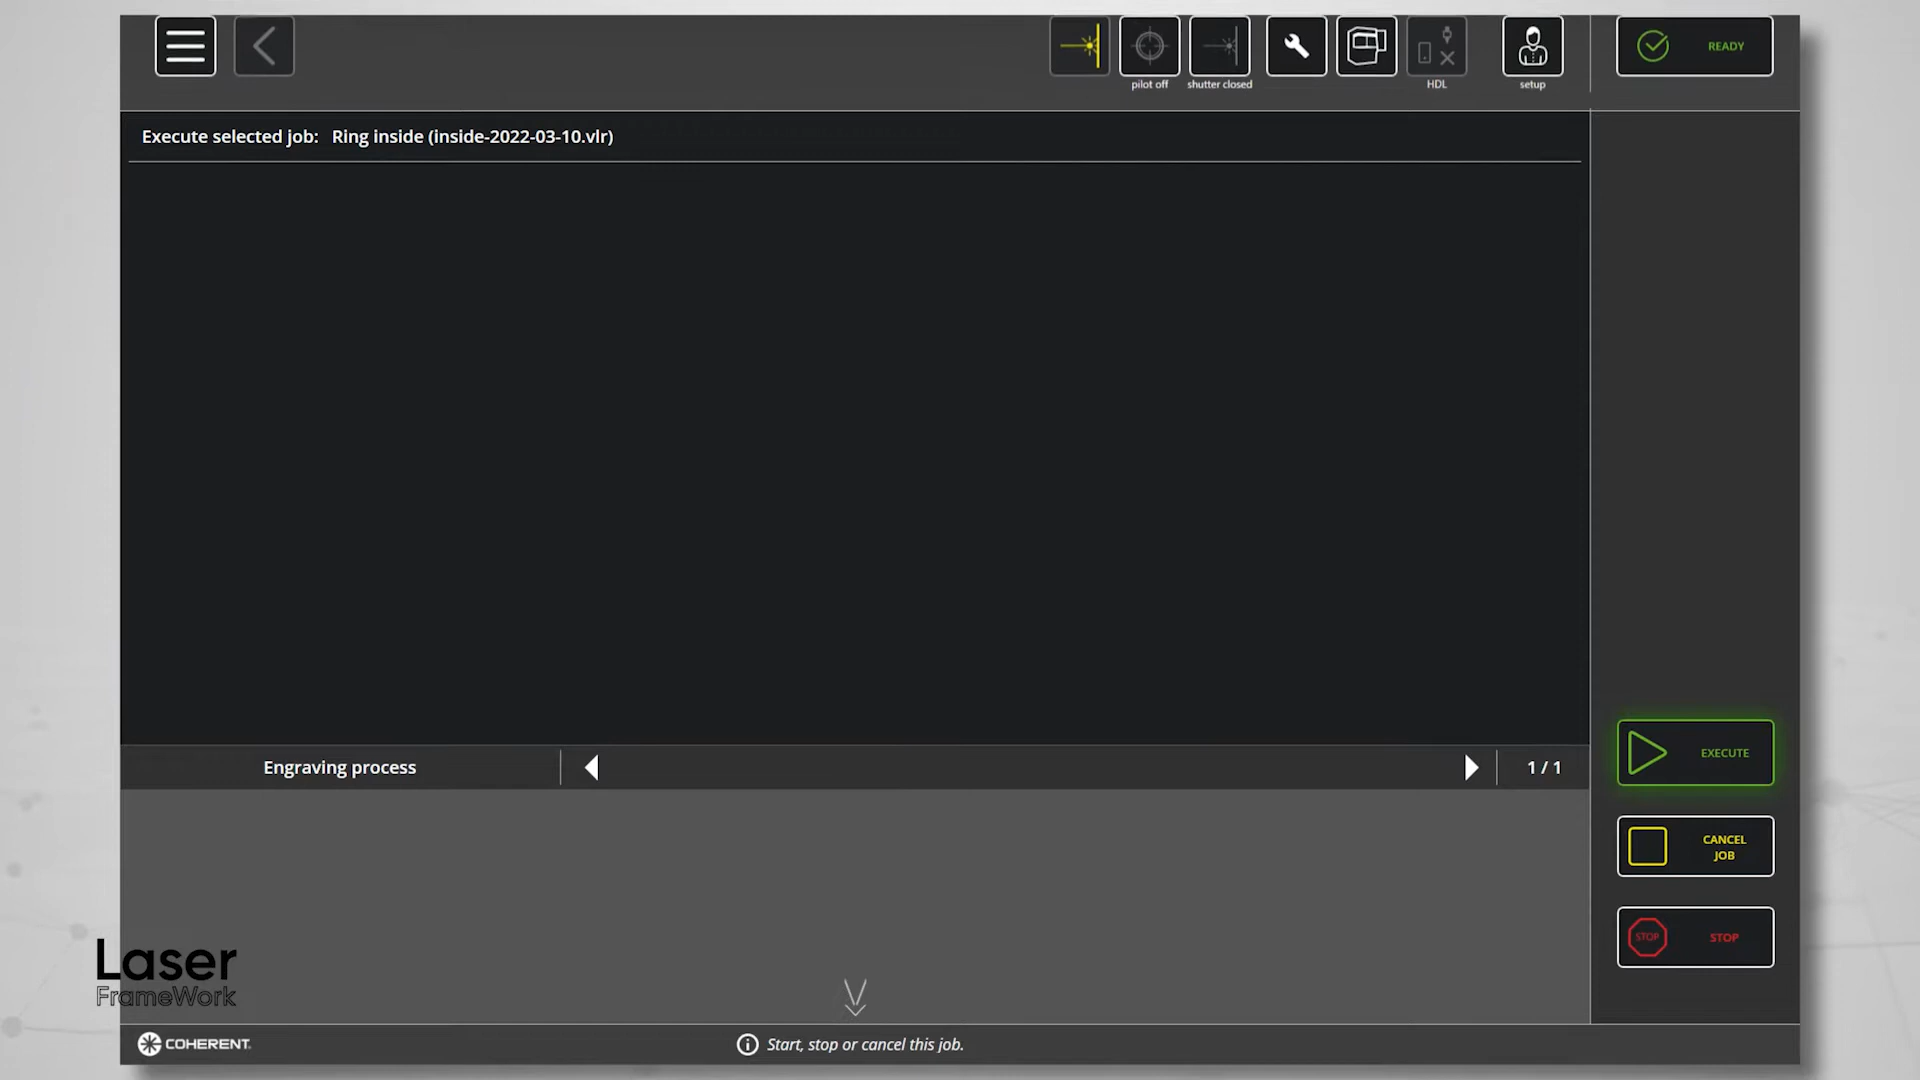 READY
pilot off
shutter closed
HDL
setup
Execute selected job: Ring inside (inside-2022-03-10.vlr)
Engraving process
1 / 1
EXECUTE
CANCEL
JOB
STOP
STOP
Laser
FrameWork
COHERENT
Start, stop or cancel this job.